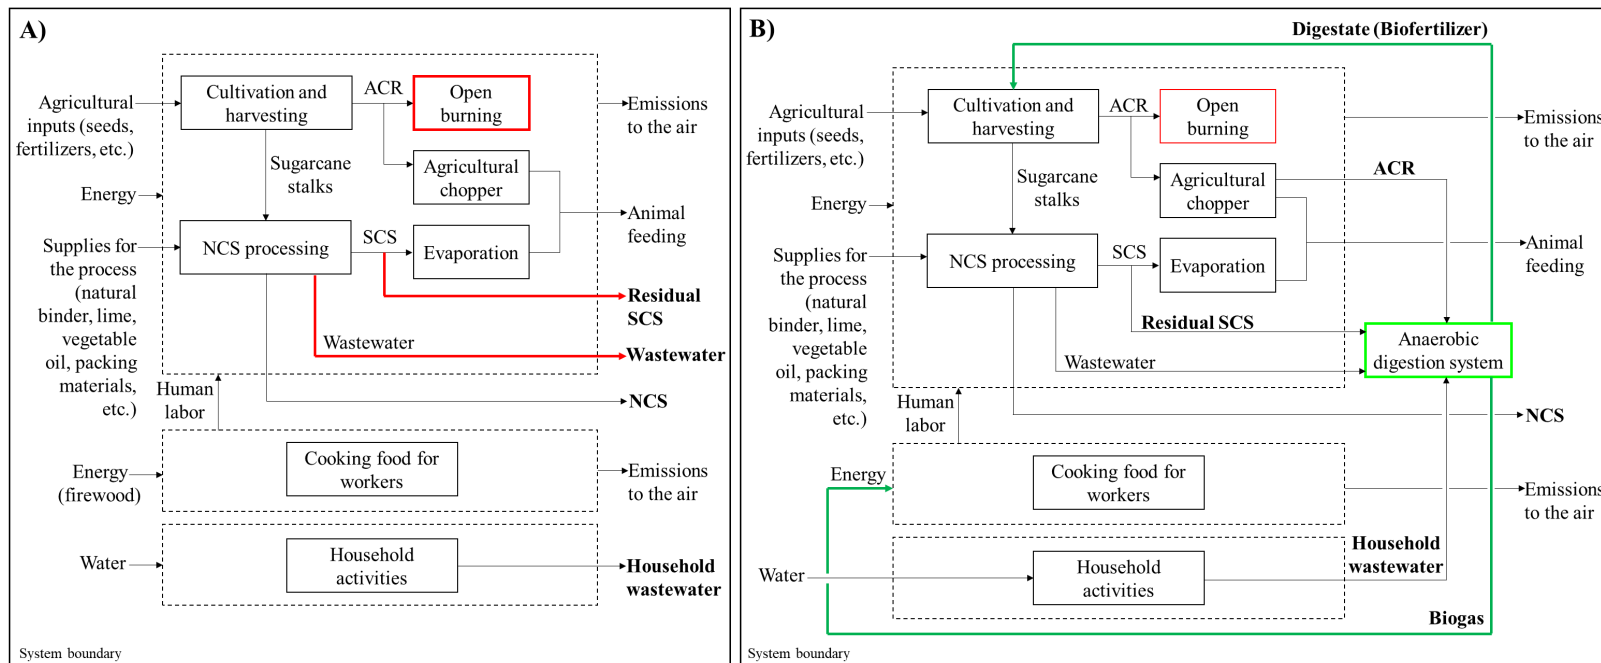 A)
Agricultural
inputs (seeds,
fertilizers, etc.)
Cultivation and
harvesting
ACR
Open
burning
Emissions
to the air
Sugarcane
stalks
Agricultural
chopper
Energy
Animal
feeding
Supplies for
the process
(natural
binder, lime,
vegetable
oil, packing
materials,
etc.)
NCS processing
SCS
Evaporation
Residual
SCS
Wastewater
Wastewater
Human
labor
NCS
Energy
(firewood)
Cooking food for
workers
Emissions
to the air
Water
Household
activities
Household
wastewater
System boundary
B)
Digestate (Biofertilizer)
Agricultural
inputs (seeds,
fertilizers, etc.)
Cultivation and
harvesting
ACR
Open
burning
Emissions
to the air
Sugarcane
stalks
Agricultural
chopper
ACR
Energy
Animal
feeding
Supplies for
the process
(natural
binder, lime,
vegetable
oil, packing
materials,
etc.)
NCS processing
SCS
Evaporation
Residual SCS
Wastewater
Anaerobic
digestion system
Human
labor
NCS
Energy
Cooking food for
workers
Emissions
to the air
Water
Household
activities
Household
wastewater
Biogas
System boundary